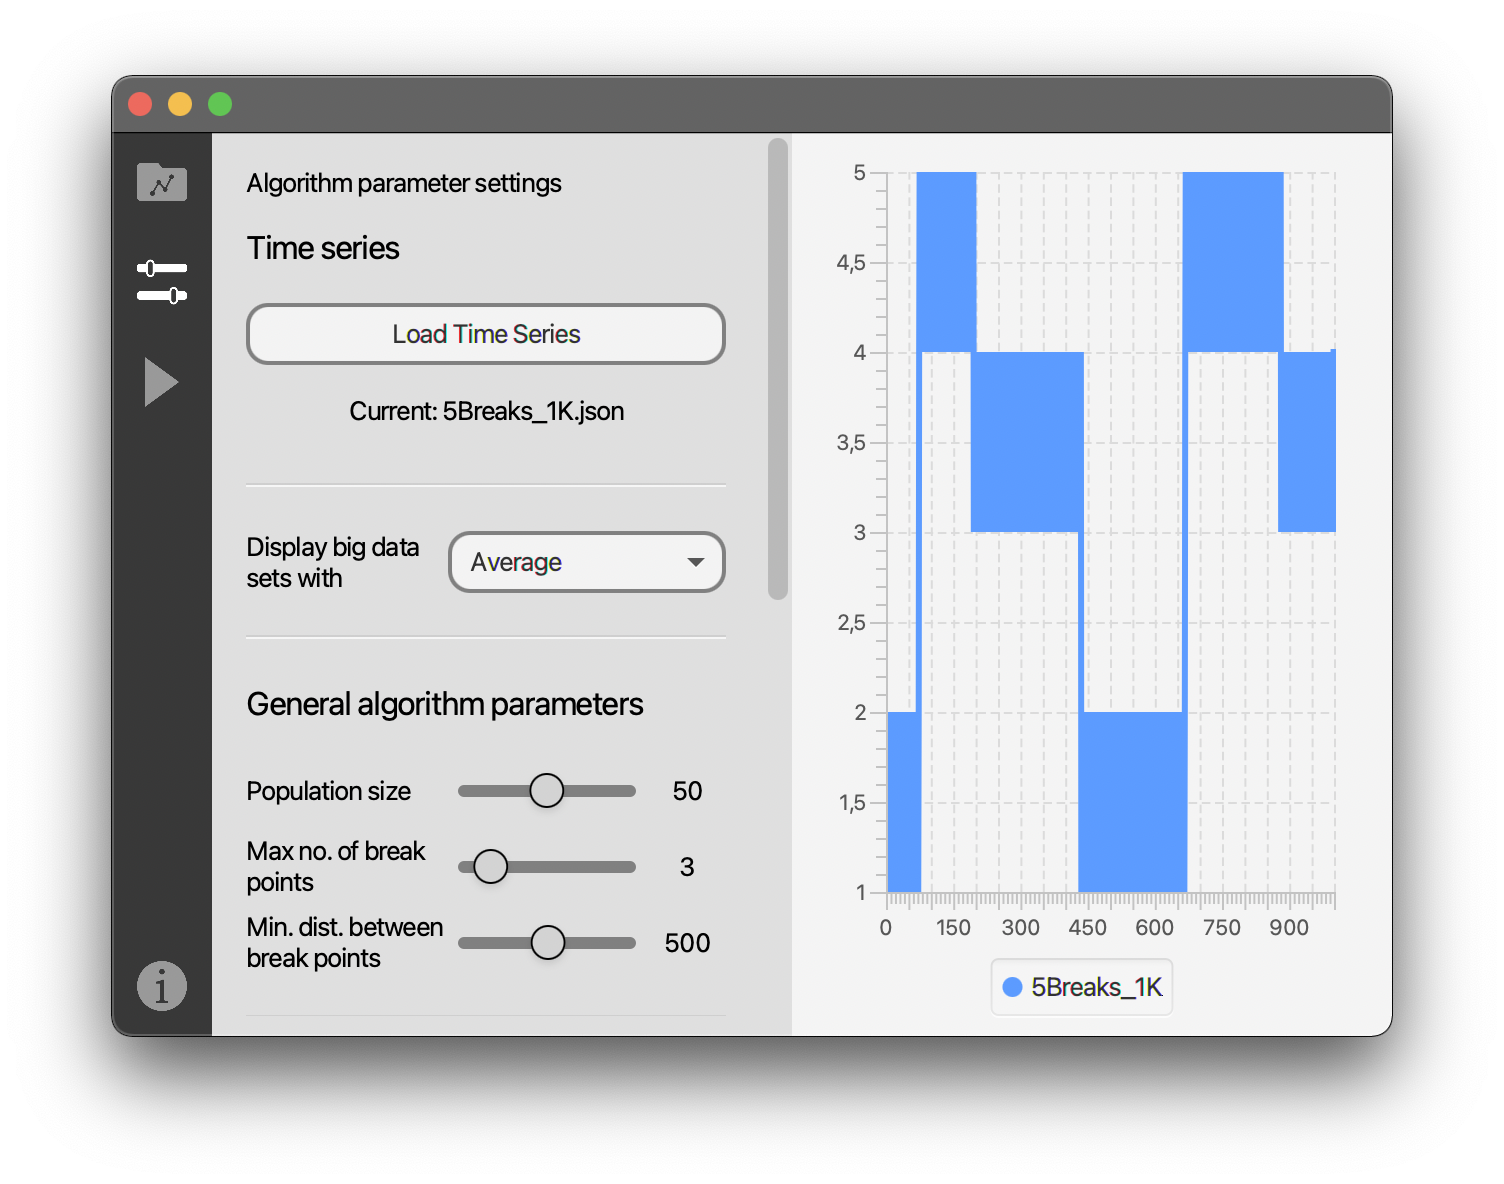 Algorithm parameter settings
Time series
Load Time Series
Current: 5Breaks_1K.json
Display big data
sets with
Average
General algorithm parameters
Population size
50
Max no. of break
points
3
Min. dist. between
break points
500
5
4,5
4
3,5
3
2,5
2
1,5
1
0 150 300 450 600 750 900
5Breaks_1K
i